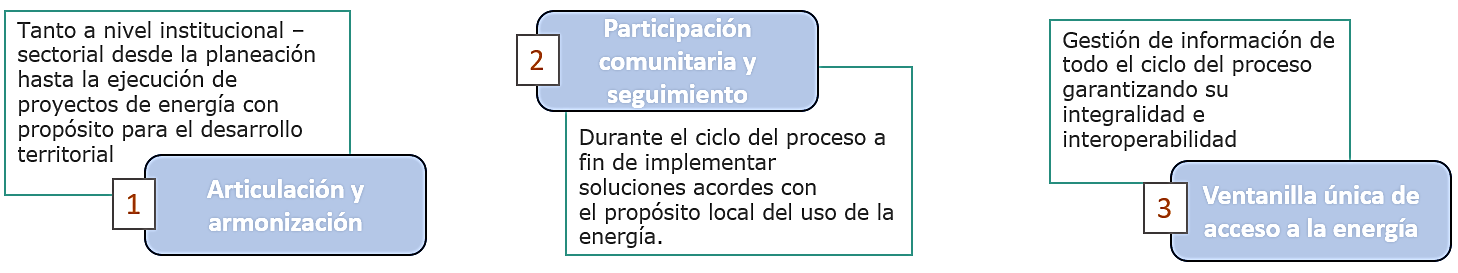 Tanto a nivel institucional –
sectorial desde la planeación
hasta la ejecución de
proyectos de energía con
propósito para el desarrollo
territorial
1
Articulación y
armonización
2
Participación
comunitaria y
seguimiento
Durante el ciclo del proceso a
fin de implementar
soluciones acordes con
el propósito local del uso de la
energía.
Gestión de información de
todo el ciclo del proceso
garantizando su
integralidad e
interoperabilidad
3
Ventanilla única de
acceso a la energía